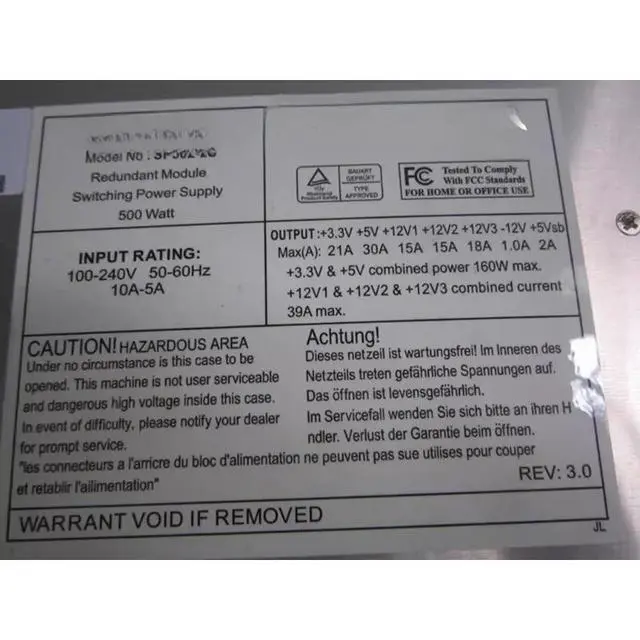 Model No :
Redundant Module
Switching Power Supply
500 Watt
TÜV
Rheinland
Product Safety
BAUART
GEPRÜFT
TYPE
APPROVED
FC Tested To Comply
With FCC Standards
FOR HOME OR OFFICE USE
INPUT RATING:
100-240V 50-60Hz
10A-5A
OUTPUT:+3.3V +5V +12V1 +12V2 +12V3 -12V +5Vsb
Max(A): 21A 30A 15A 15A 18A 1.0A 2A
+3.3V & +5V combined power 160W max.
+12V1 & +12V2 & +12V3 combined current
39A max.
CAUTION! HAZARDOUS AREA
Under no circumstance is this case to be
opened. This machine is not user serviceable
and dangerous high voltage inside this case.
In event of difficulty, please notify your dealer
for prompt service.
Achtung!
Dieses netzeil ist wartungsfrei! Im Inneren des
Netzteils treten gefährliche Spannungen auf.
Das öffnen ist levensgefährlich.
Im Servicefall wenden Sie sich bitte an ihren H
ndler. Verlust der Garantie beim öffnen.
"les connecteurs a l'arricre du bloc d'alimentation ne peuvent pas sue utilises pour couper
et retablir l'ailimentation"
REV: 3.0
WARRANT VOID IF REMOVED
JL